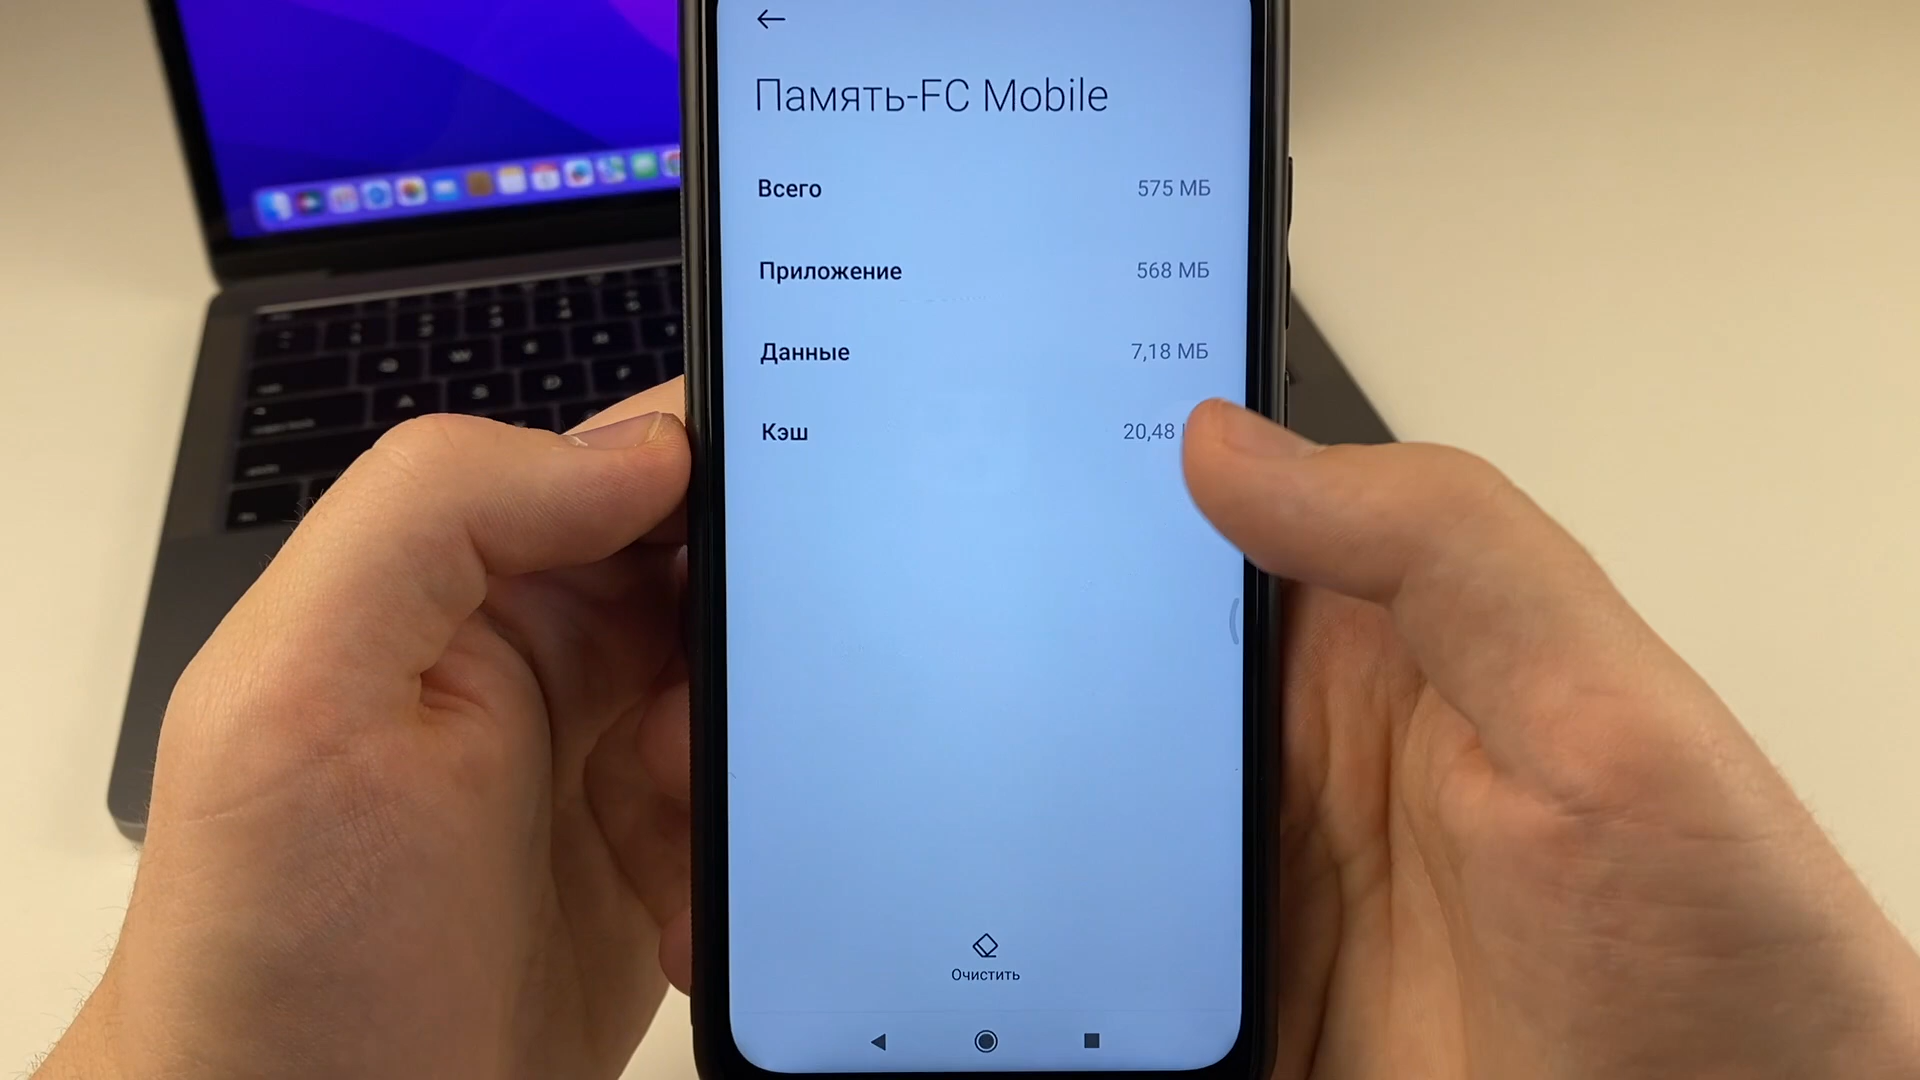 Память-FC Mobile
Всего 575 МБ
Приложение 568 МБ
Данные 7,18 МБ
Кэш 20,48
Очистить